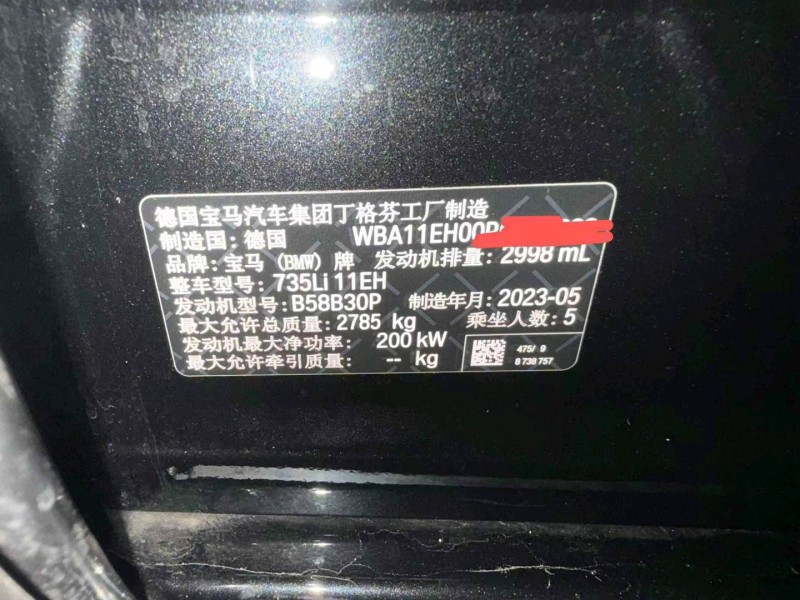 德国宝马汽车集团丁格芬工厂制造
制造国：德国 WBA11EH00
品牌：宝马（BMW）牌 发动机排量：2998 mL
整车型号：735Li 11EH
发动机型号：B58B30P 制造年月：2023-05
最大允许总质量：2785 kg 乘坐人数：5
发动机最大净功率：200 kW
最大允许牵引质量：-- kg
475/ 9
8 738 757